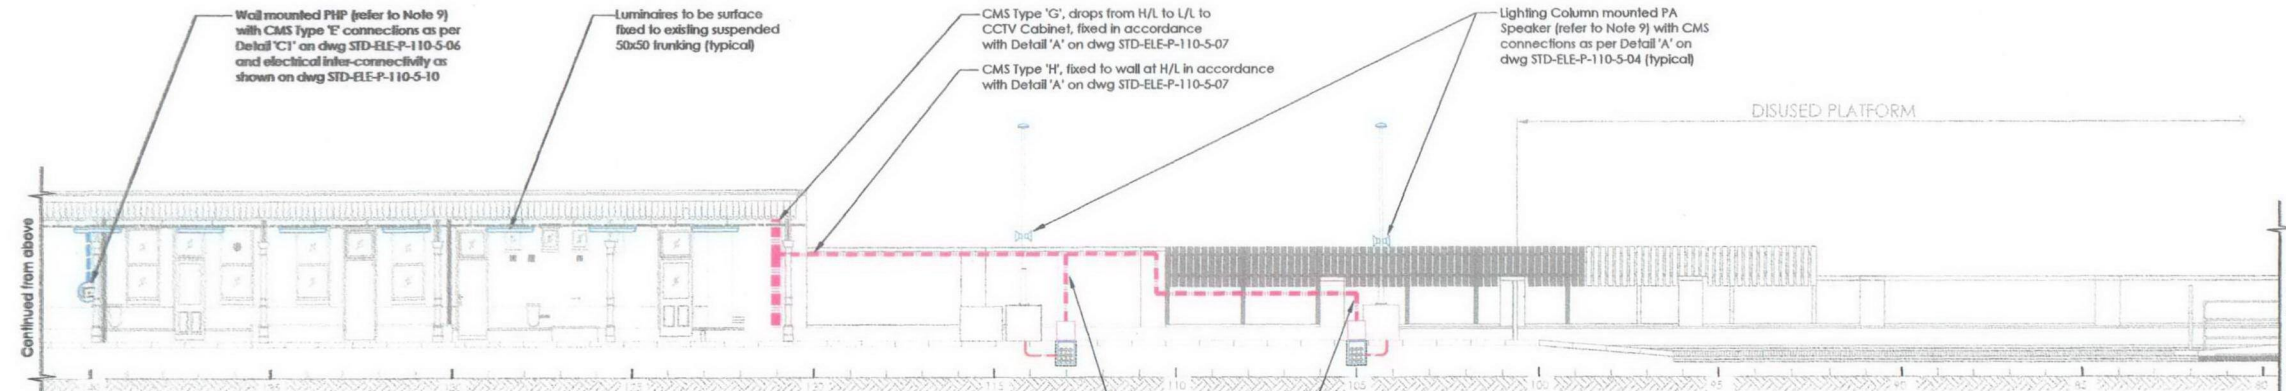 Wall mounted PHP (refer to Note 9)
with CMS Type 'E' connections as per
Detail 'C1' on dwg STD-ELE-P-110-5-06
and electrical inter-connectivity as
shown on dwg STD-ELE-P-110-5-10
Luminaires to be surface
fixed to existing suspended
50x50 trunking (typical)
CMS Type 'G', drops from H/L to L/L to
CCTV Cabinet, fixed in accordance
with Detail 'A' on dwg STD-ELE-P-110-5-07
CMS Type 'H', fixed to wall at H/L in accordance
with Detail 'A' on dwg STD-ELE-P-110-5-07
Lighting Column mounted PA
Speaker (refer to Note 9) with CMS
connections as per Detail 'A' on
dwg STD-ELE-P-110-5-04 (typical)
DISUSED PLATFORM
Continued from above
115
110
105
100